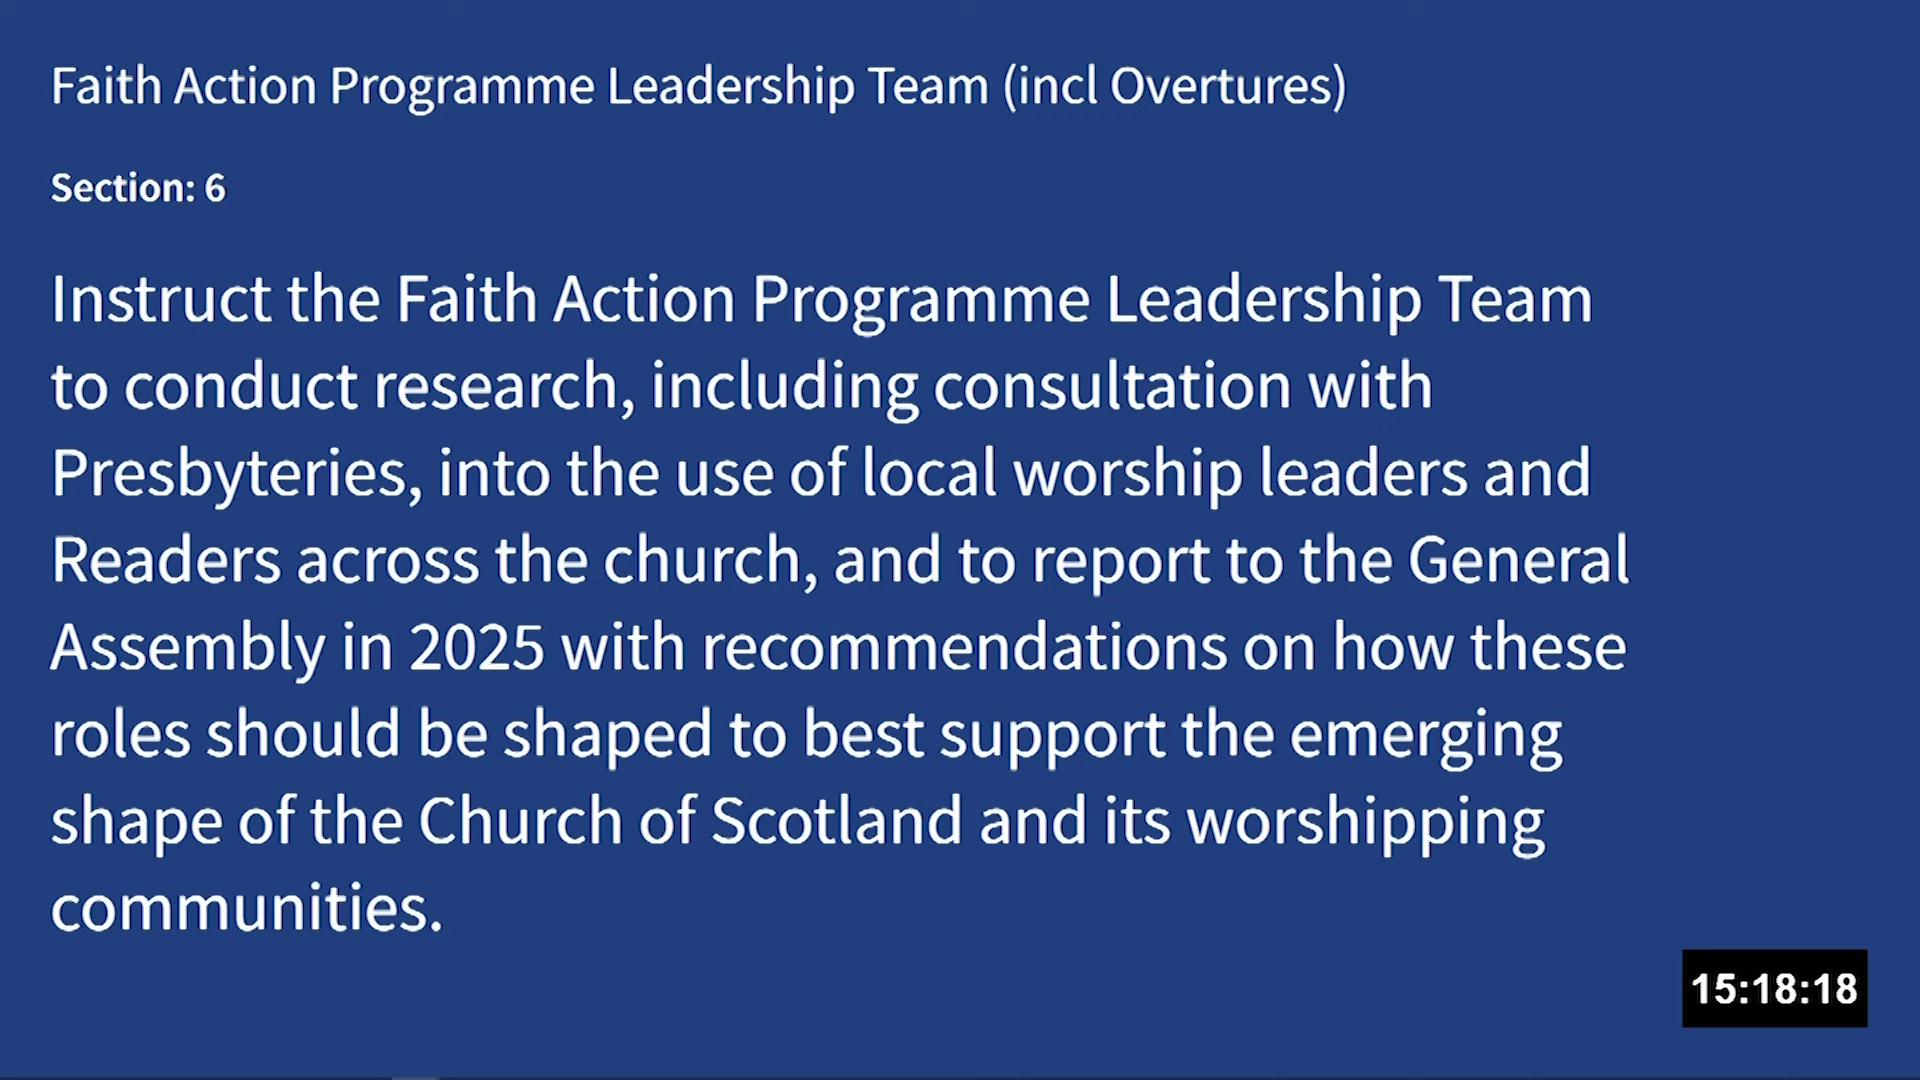 Faith Action Programme Leadership Team (incl Overtures)
Section: 6
Instruct the Faith Action Programme Leadership Team
to conduct research, including consultation with
Presbyteries, into the use of local worship leaders and
Readers across the church, and to report to the General
Assembly in 2025 with recommendations on how these
roles should be shaped to best support the emerging
shape of the Church of Scotland and its worshipping
communities.
15:18:18